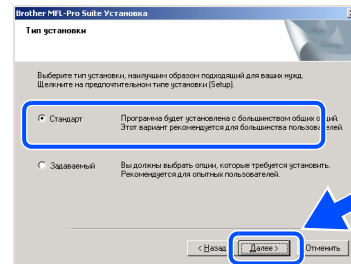 Brother MFL-Pro Suite Установка
Тип установки
Выберите тип установки, наилучшим образом подходящий для ваших нужд.
Щелкните на предпочтительном типе установки (Setup).
Стандарт
Программа будет установлена с большинством общих опций.
Этот вариант рекомендуется для большинства пользователей.
Задаваемый
Вы должны выбрать опции, которые требуется установить.
Рекомендуется для опытных пользователей.
< Назад Далее > Отменить